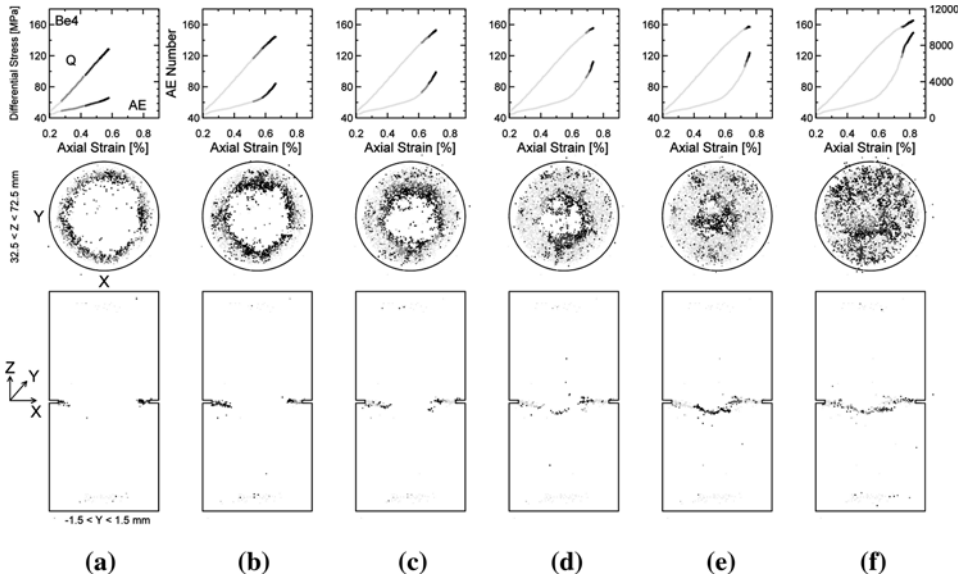 Differential Stress [MPa]
160
120
80
40
Be4
Q
AE
0.2 0.4 0.6 0.8
Axial Strain [%]
AE Number
160
120
80
40
0.2 0.4 0.6 0.8
Axial Strain [%]
160
120
80
40
0.2 0.4 0.6 0.8
Axial Strain [%]
160
120
80
40
0.2 0.4 0.6 0.8
Axial Strain [%]
160
120
80
40
0.2 0.4 0.6 0.8
Axial Strain [%]
160
120
80
40
0.2 0.4 0.6 0.8
Axial Strain [%]
12000
8000
4000
0
32.5 < Z < 72.5 mm
Y
X
Z
Y
X
-1.5 < Y < 1.5 mm
(a) (b) (c) (d) (e) (f)